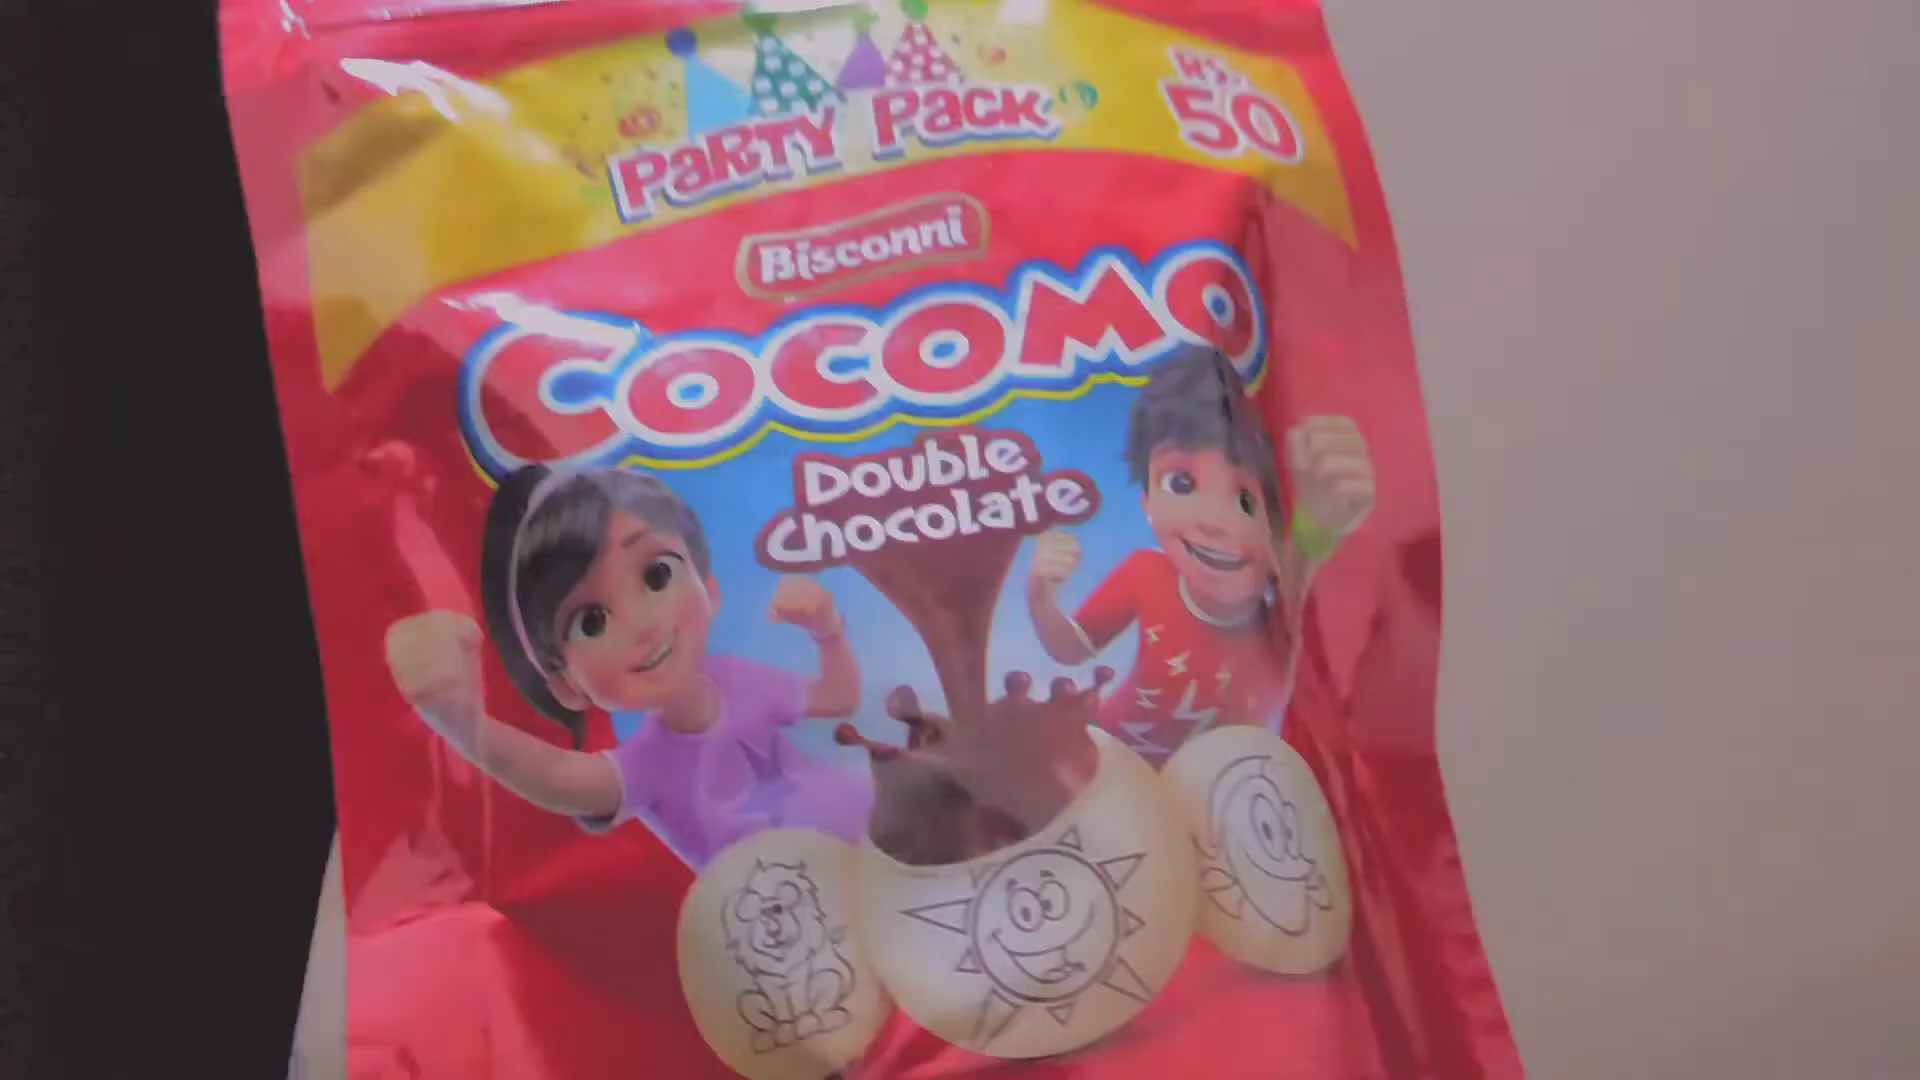 PARTY PACK
Rs.
50
Bisconni
COCOMO
DOUBLE
CHOCOLATE